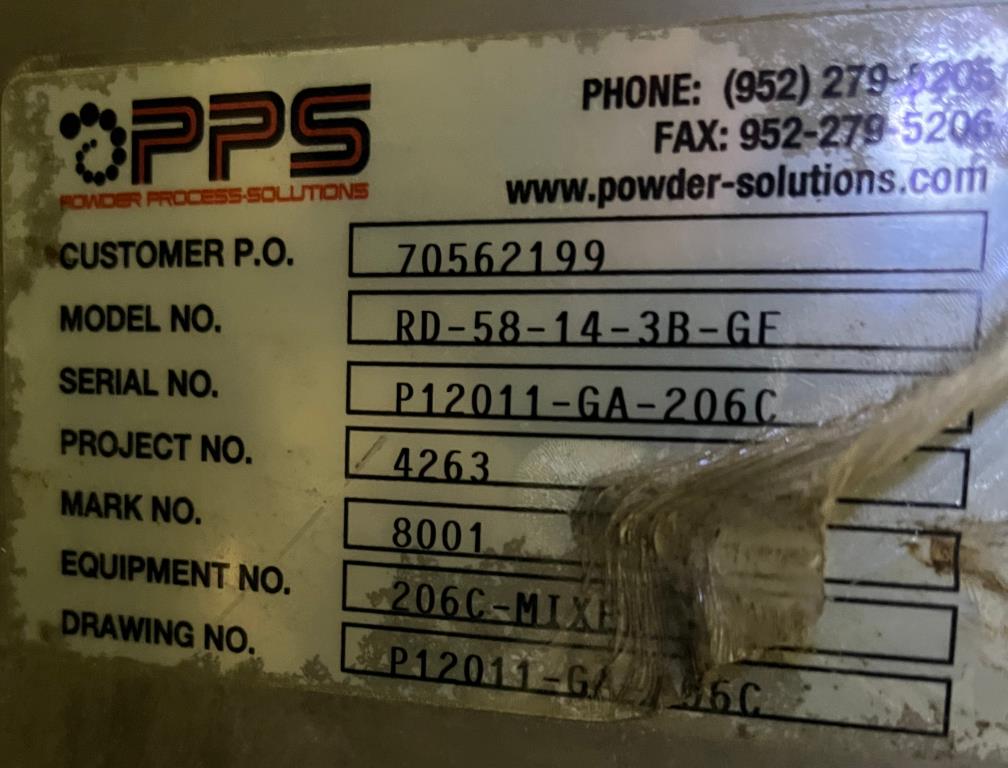 PPS
POWDER PROCESS-SOLUTIONS
PHONE: (952) 279-5205
FAX: 952-279-5206
www.powder-solutions.com
CUSTOMER P.O. 70562199
MODEL NO. RD-58-14-3B-GF
SERIAL NO. P12011-GA-206C
PROJECT NO. 4263
MARK NO. 8001
EQUIPMENT NO.
DRAWING NO.